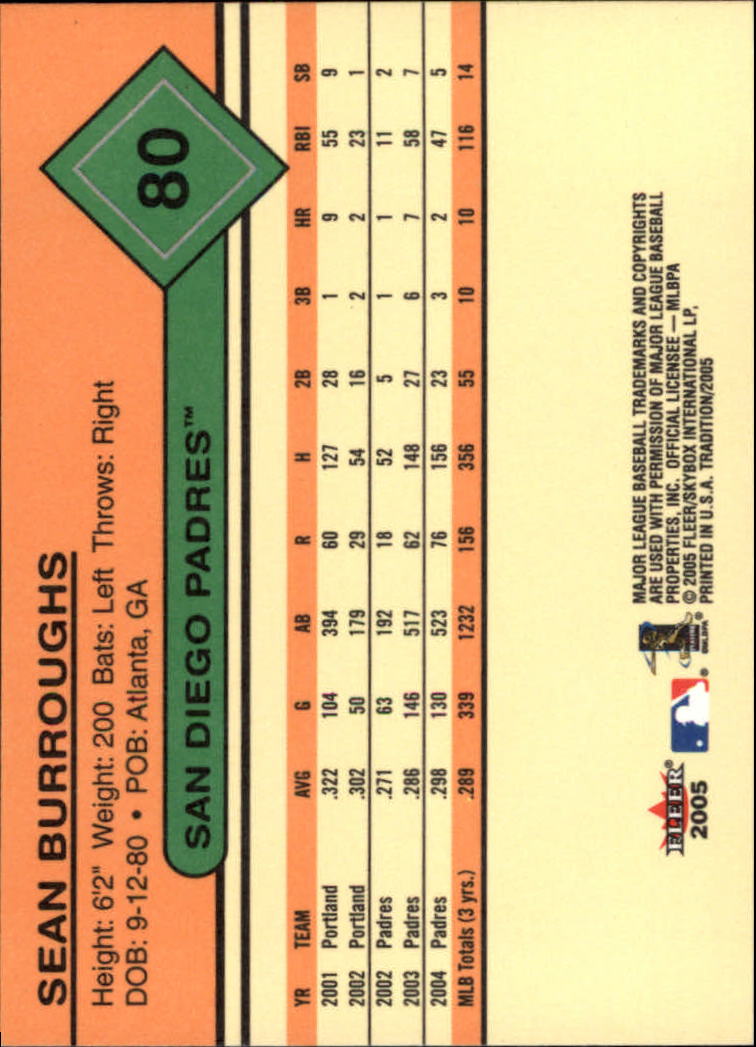 SEAN BURROUGHS
Height: 6'2" Weight: 200 Bats: Left Throws: Right
DOB: 9-12-80 • POB: Atlanta, GA
80
SAN DIEGO PADRES™
YR TEAM AVG G AB R H 2B 3B HR RBI SB
2001 Portland .322 104 394 60 127 28 1 9 55 9
2002 Portland .302 50 179 29 54 16 2 2 23 1
2002 Padres .271 63 192 18 52 5 1 1 11 2
2003 Padres .286 146 517 62 148 27 6 7 58 7
2004 Padres .298 130 523 76 156 23 3 2 47 5
MLB Totals (3 yrs.) .289 339 1232 156 356 55 10 10 116 14
FLEER®
2005
®
®
©MLBPA
MAJOR LEAGUE BASEBALL TRADEMARKS AND COPYRIGHTS
ARE USED WITH PERMISSION OF MAJOR LEAGUE BASEBALL
PROPERTIES, INC. OFFICIAL LICENSEE — MLBPA
© 2005 FLEER/SKYBOX INTERNATIONAL LP,
PRINTED IN U.S.A. TRADITION/2005